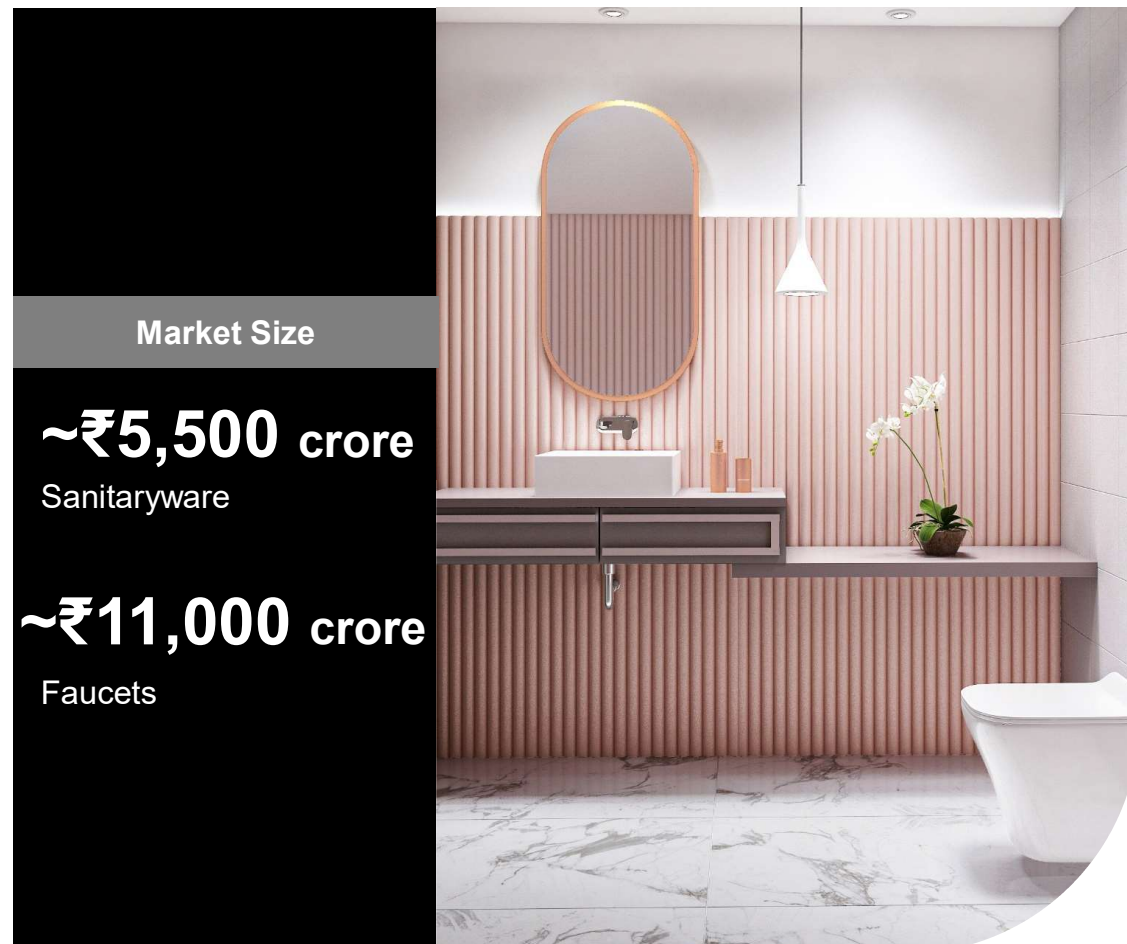 Market Size
~₹5,500 crore
Sanitaryware
~₹11,000 crore
Faucets